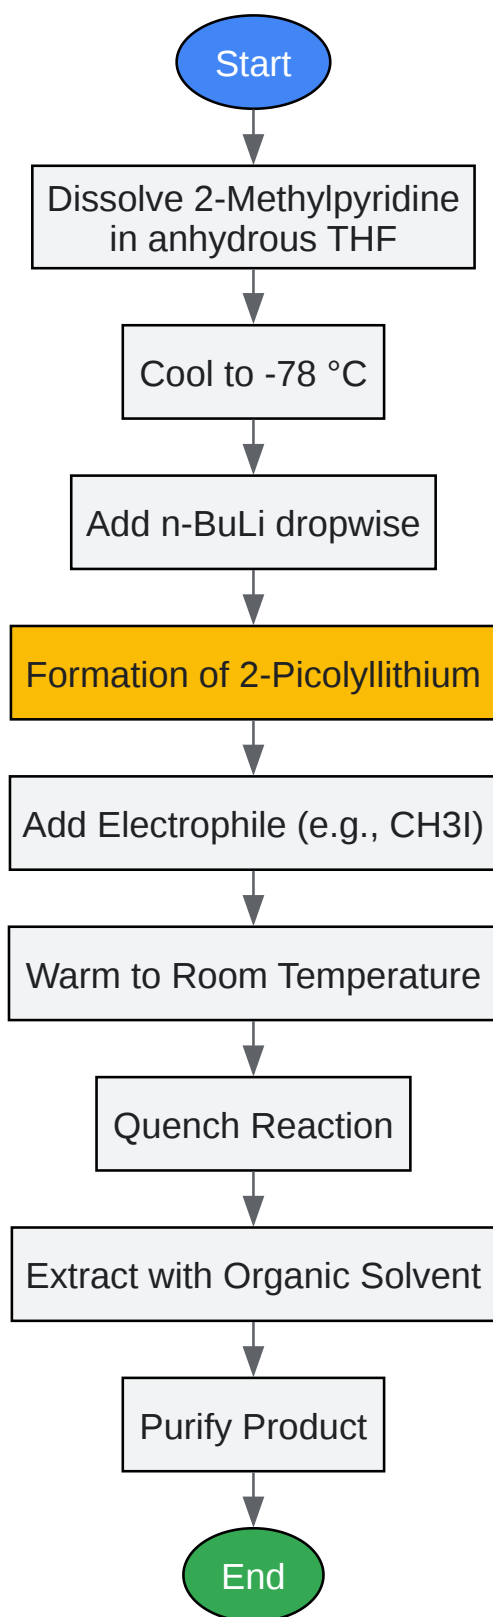 Start
Dissolve 2-Methylpyridine
in anhydrous THF
Cool to -78 °C
Add n-BuLi dropwise
Formation of 2-Picolyllithium
Add Electrophile (e.g., CH3I)
Warm to Room Temperature
Quench Reaction
Extract with Organic Solvent
Purify Product
End